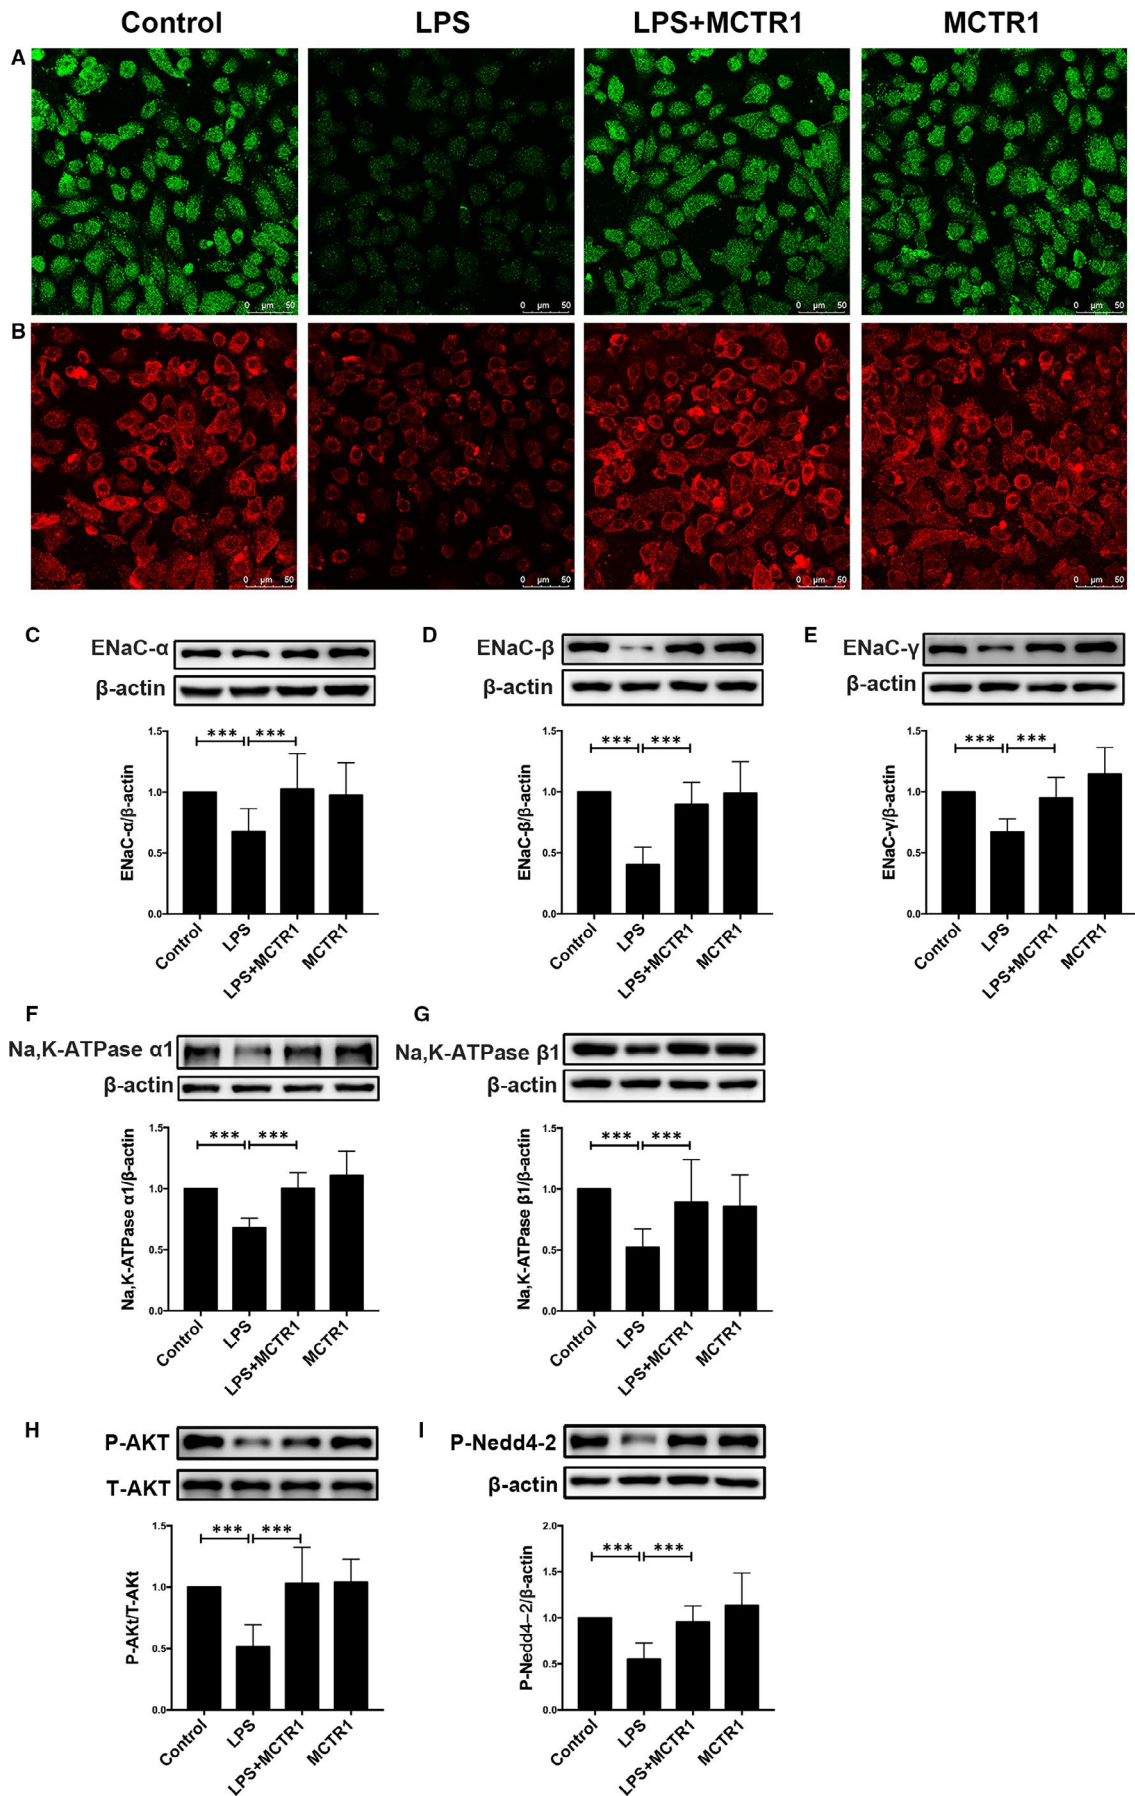 Control LPS LPS+MCTR1 MCTR1
A
0 µm 50 0 µm 50 0 µm 50 0 µm 50
B
0 µm 50 0 µm 50 0 µm 50 0 µm 50
C D E
ENaC-α ENaC-β ENaC-γ
β-actin β-actin β-actin
*** *** *** *** *** ***
ENaC-α/β-actin
1.5
1.0
0.5
0.0
Control LPS LPS+MCTR1 MCTR1
ENaC-β/β-actin
1.5
1.0
0.5
0.0
Control LPS LPS+MCTR1 MCTR1
ENaC-γ/β-actin
1.5
1.0
0.5
0.0
Control LPS LPS+MCTR1 MCTR1
F G
Na,K-ATPase α1 Na,K-ATPase β1
β-actin β-actin
*** *** *** ***
Na,K-ATPase α1/β-actin
1.5
1.0
0.5
0.0
Control LPS LPS+MCTR1 MCTR1
Na,K-ATPase β1/β-actin
1.5
1.0
0.5
0.0
Control LPS LPS+MCTR1 MCTR1
H I
P-AKT P-Nedd4-2
T-AKT β-actin
*** *** *** ***
P-AKt/T-AKt
1.5
1.0
0.5
0.0
Control LPS LPS+MCTR1 MCTR1
P-Nedd4–2/β-actin
2.0
1.5
1.0
0.5
0.0
Control LPS LPS+MCTR1 MCTR1